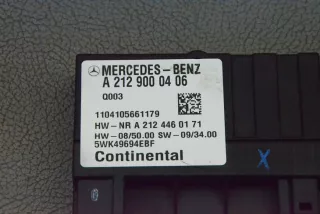 MERCEDES-BENZ
A 212 900 04 06
Q003
1104105661179
HW-NR A 212 446 01 71
HW-08/50.00 SW-09/34.00
5WK49694EBF
Continental
X